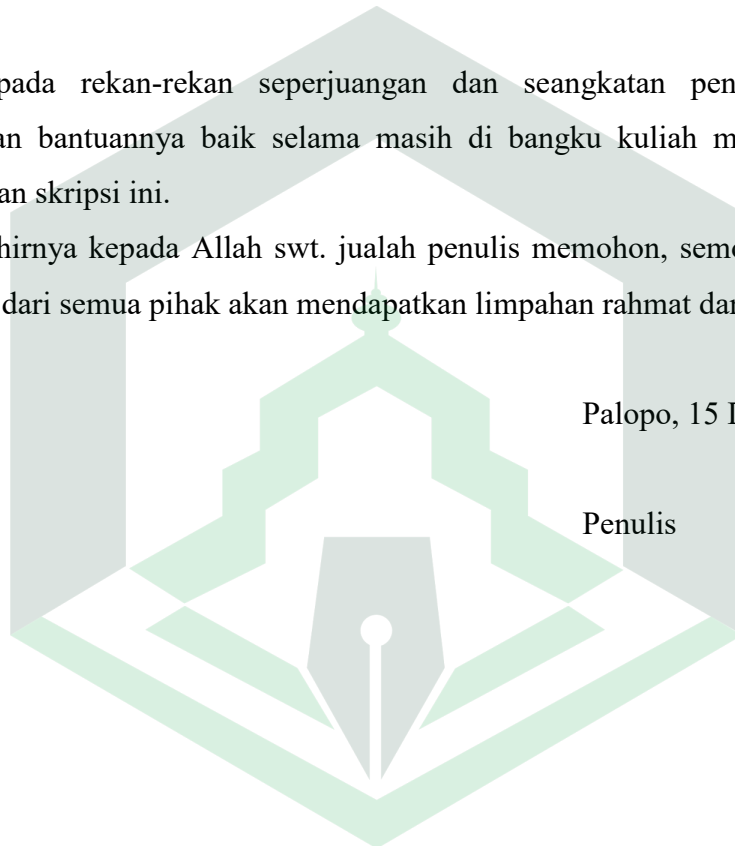 pada rekan-rekan seperjuangan dan seangkatan pen
an bantuannya baik selama masih di bangku kuliah m
an skripsi ini.
hirnya kepada Allah swt. jualah penulis memohon, semo
dari semua pihak akan mendapatkan limpahan rahmat dar
Palopo, 15 D
Penulis